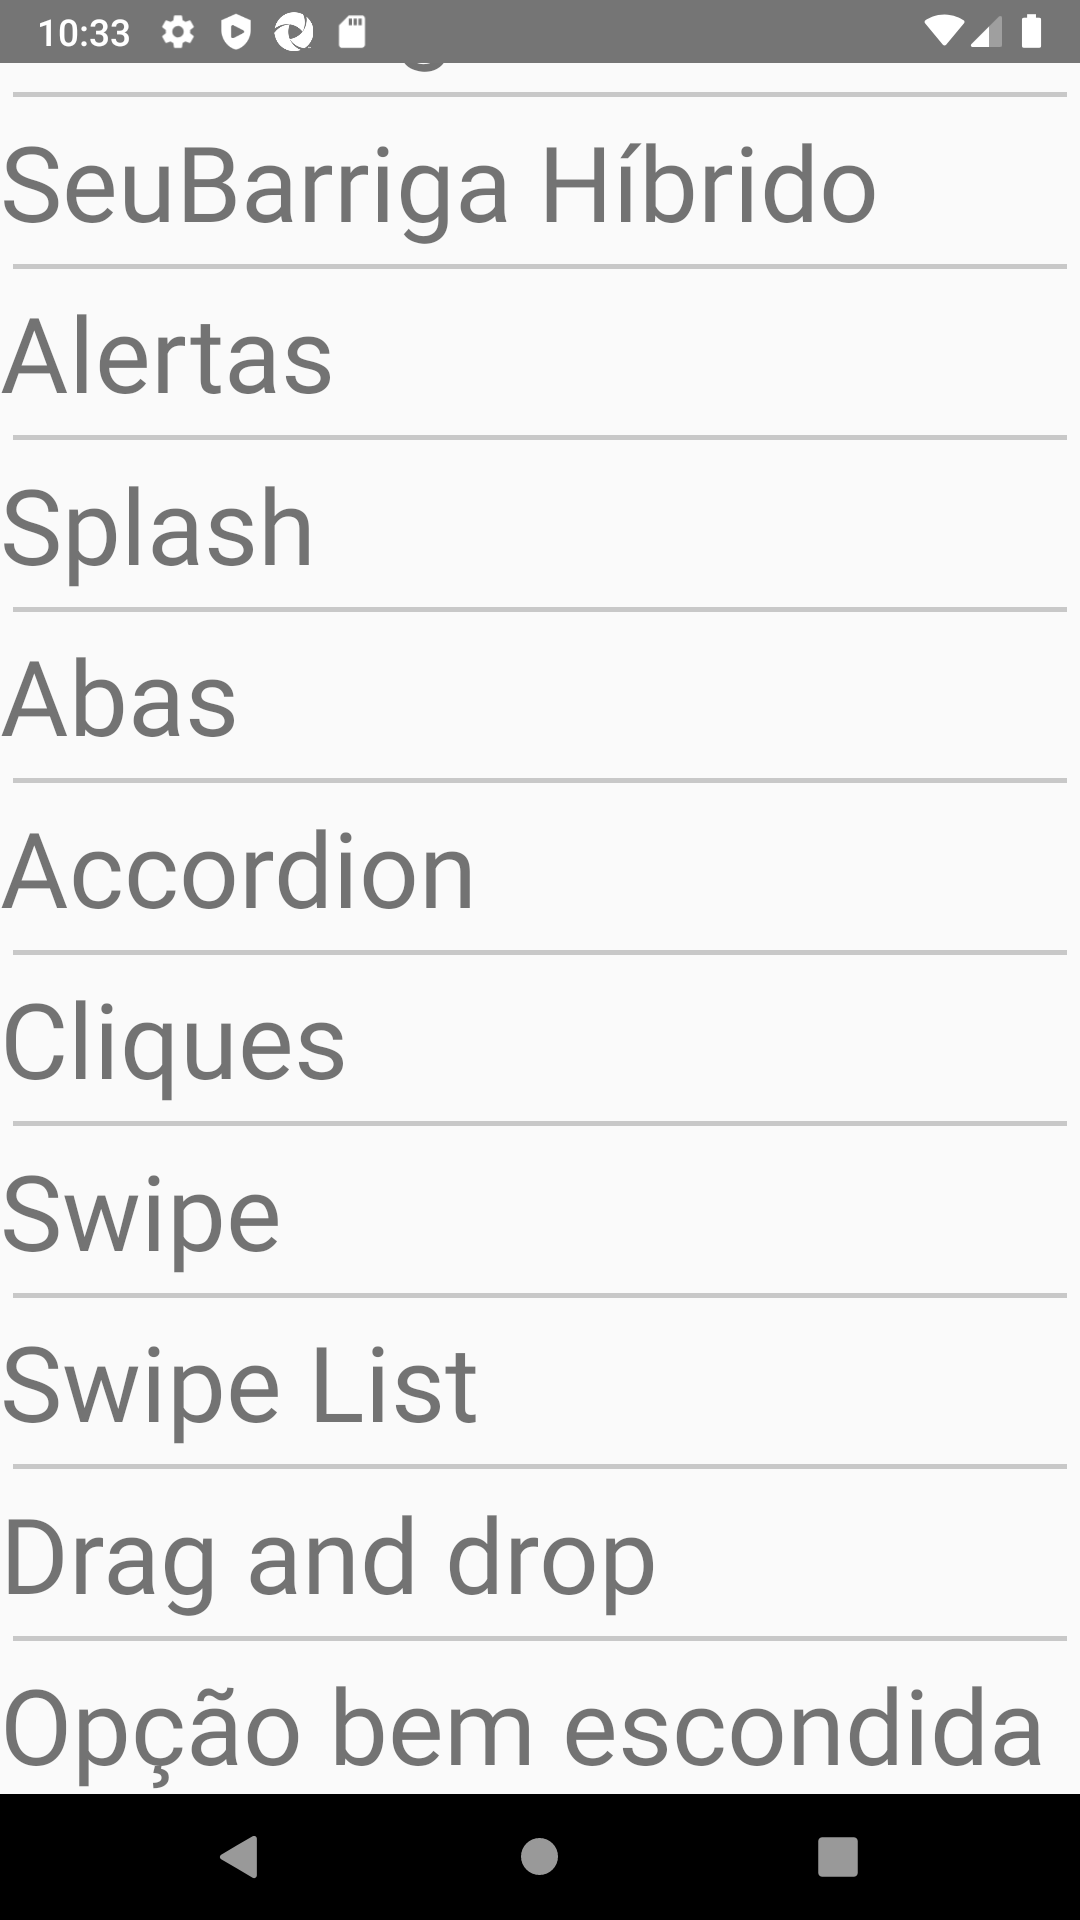 10:33
SeuBarriga Híbrido
Alertas
Splash
Abas
Accordion
Cliques
Swipe
Swipe List
Drag and drop
Opção bem escondida